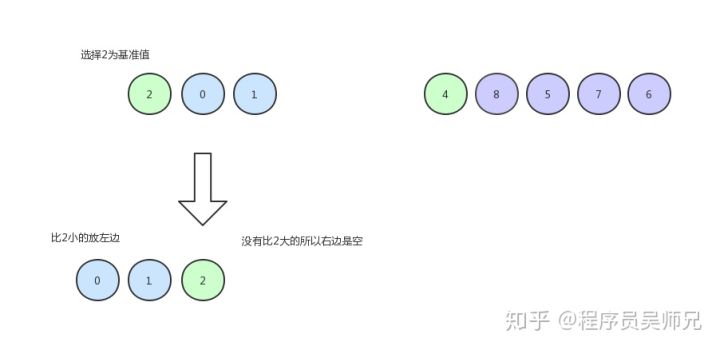 选择2为基准值
2 0 1 4 8 5 7 6
比2小的放左边
没有比2大的所以右边是空
0 1 2
知乎 @程序员吴师兄